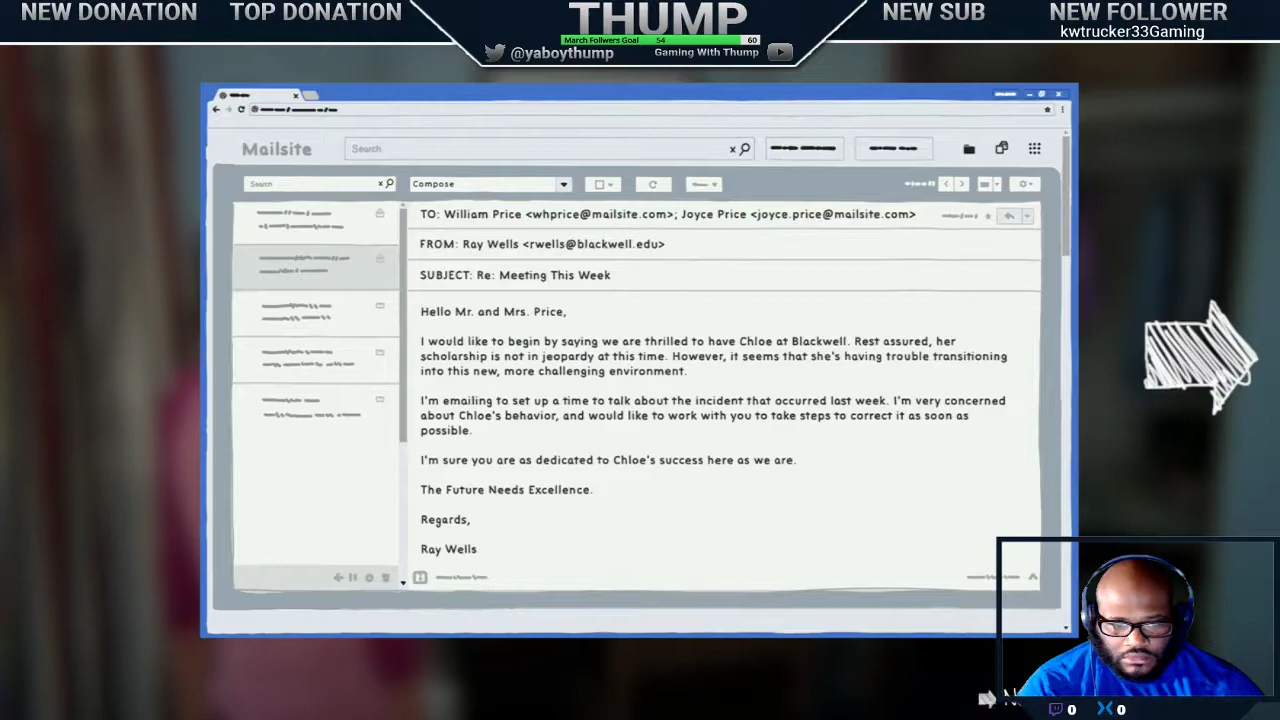 NEW DONATION
TOP DONATION
THUMP
NEW SUB
NEW FOLLOWER
kwtrucker33Gaming
March Follwers Goal 54 60
@yaboythump
Gaming With Thump
Mailsite
Search
Search
Compose
TO: William Price <whprice@mailsite.com>; Joyce Price <joyce.price@mailsite.com>
FROM: Ray Wells <rwells@blackwell.edu>
SUBJECT: Re: Meeting This Week
Hello Mr. and Mrs. Price,
I would like to begin by saying we are thrilled to have Chloe at Blackwell. Rest assured, her
scholarship is not in jeopardy at this time. However, it seems that she's having trouble transitioning
into this new, more challenging environment.
I'm emailing to set up a time to talk about the incident that occurred last week. I'm very concerned
about Chloe's behavior, and would like to work with you to take steps to correct it as soon as
possible.
I'm sure you are as dedicated to Chloe's success here as we are.
The Future Needs Excellence.
Regards,
Ray Wells
0
0